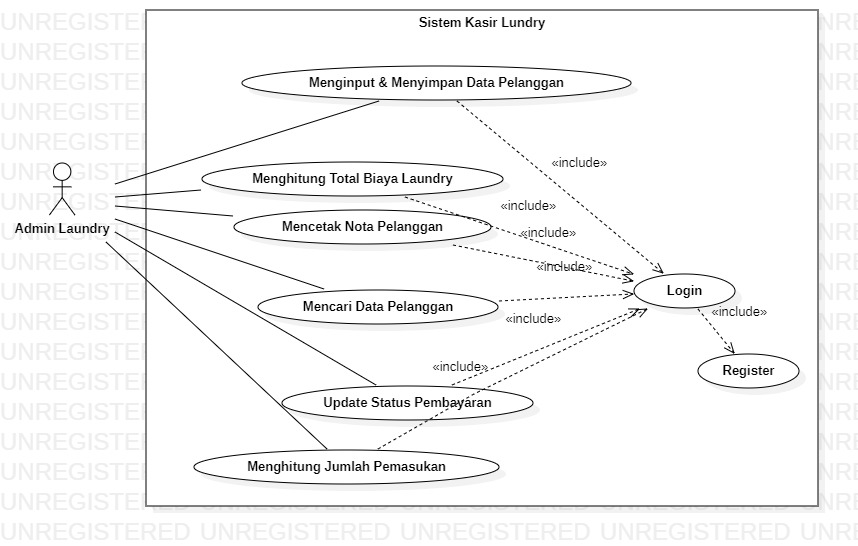 Sistem Kasir Lundry
Menginput & Menyimpan Data Pelanggan
«include»
Menghitung Total Biaya Laundry
«include»
Admin Laundry
Mencetak Nota Pelanggan
«include»
«include»
Login
Mencari Data Pelanggan
«include»
«include»
«include»
Register
Update Status Pembayaran
Menghitung Jumlah Pemasukan
UNREGISTERED UNREGISTERED UNREGISTERED UNREGISTERED UNREGISTERED